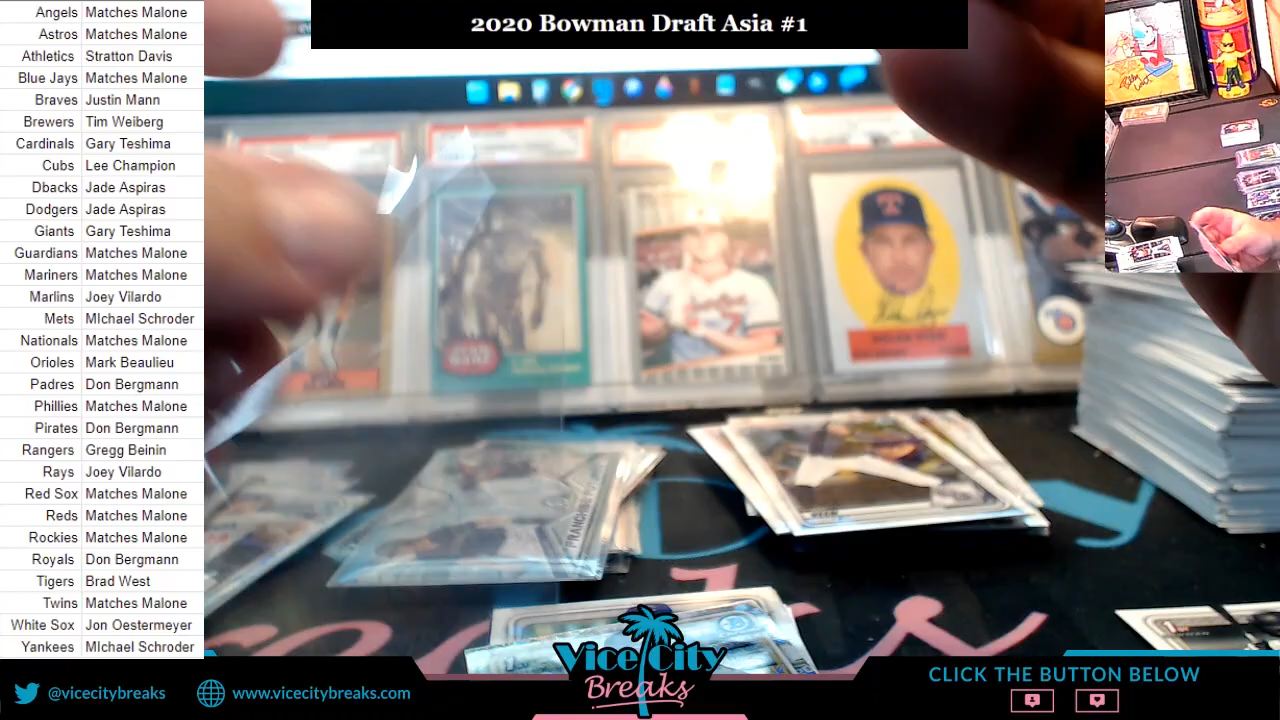 2020 Bowman Draft Asia #1
Angels Matches Malone
Astros Matches Malone
Athletics Stratton Davis
Blue Jays Matches Malone
Braves Justin Mann
Brewers Tim Weiberg
Cardinals Gary Teshima
Cubs Lee Champion
Dbacks Jade Aspiras
Dodgers Jade Aspiras
Giants Gary Teshima
Guardians Matches Malone
Mariners Matches Malone
Marlins Joey Vilardo
Mets MIchael Schroder
Nationals Matches Malone
Orioles Mark Beaulieu
Padres Don Bergmann
Phillies Matches Malone
Pirates Don Bergmann
Rangers Gregg Beinin
Rays Joey Vilardo
Red Sox Matches Malone
Reds Matches Malone
Rockies Matches Malone
Royals Don Bergmann
Tigers Brad West
Twins Matches Malone
White Sox Jon Oestermeyer
Yankees MIchael Schroder
T
Vice City
Breaks
@vicecitybreaks
www.vicecitybreaks.com
CLICK THE BUTTON BELOW